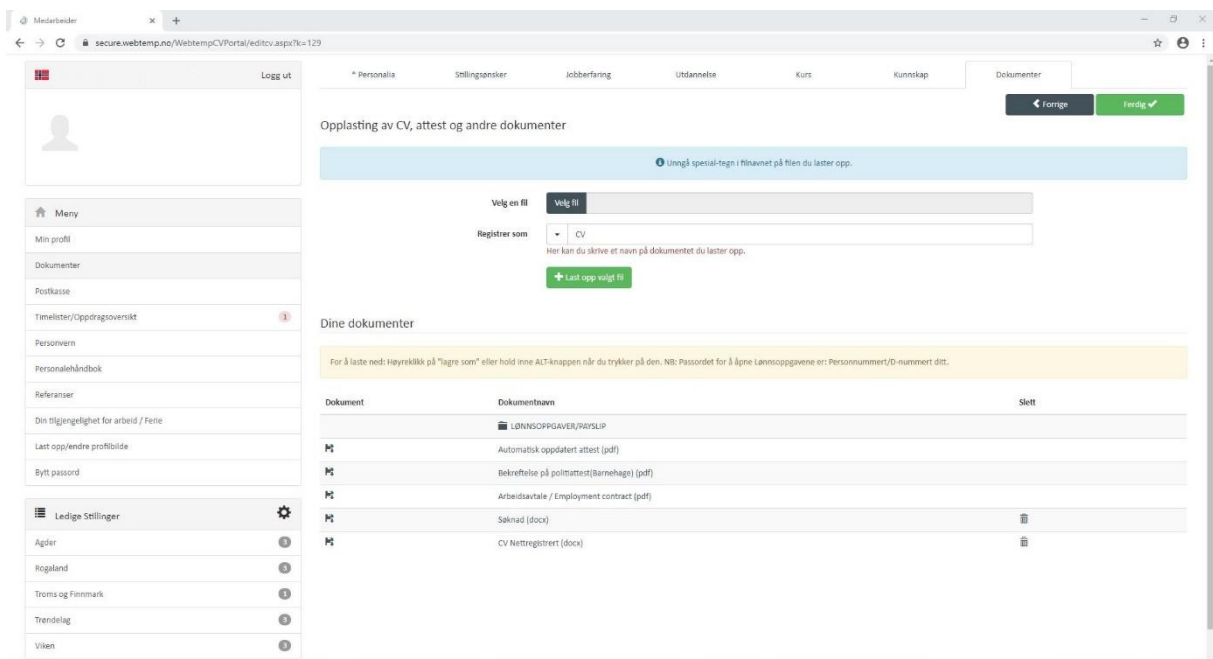 Medarbeider
secure.webtemp.no/WebtempCVPortal/editcv.aspx?k=129
Logg ut
* Personalia Stillingsønsker Jobberfaring Utdannelse Kurs Kunnskap Dokumenter
Forrige Ferdig
Opplasting av CV, attest og andre dokumenter
Unngå spesial-tegn i filnavnet på filen du laster opp.
Velg en fil Velg fil
Registrer som CV
Her kan du skrive et navn på dokumentet du laster opp.
Last opp valgt fil
Meny
Min profil
Dokumenter
Postkasse
Timelister/Oppdragsoversikt 1
Personvern
Personalehåndbok
Referanser
Din tilgjengelighet for arbeid / Ferie
Last opp/endre profilbilde
Bytt passord
Ledige Stillinger
Agder 3
Rogaland 3
Troms og Finnmark 1
Trøndelag 3
Viken 3
Dine dokumenter
For å laste ned: Høyreklikk på "lagre som" eller hold inne ALT-knappen når du trykker på den. NB: Passordet for å åpne Lønnsoppgavene er: Personnummert/D-nummert ditt.
Dokument Dokumentnavn Slett
LØNNSOPPGAVER/PAYSLIP
Automatisk oppdatert attest (pdf)
Bekreftelse på politiattest(Barnehage) (pdf)
Arbeidsavtale / Employment contract (pdf)
Søknad (docx)
CV Nettregistrert (docx)